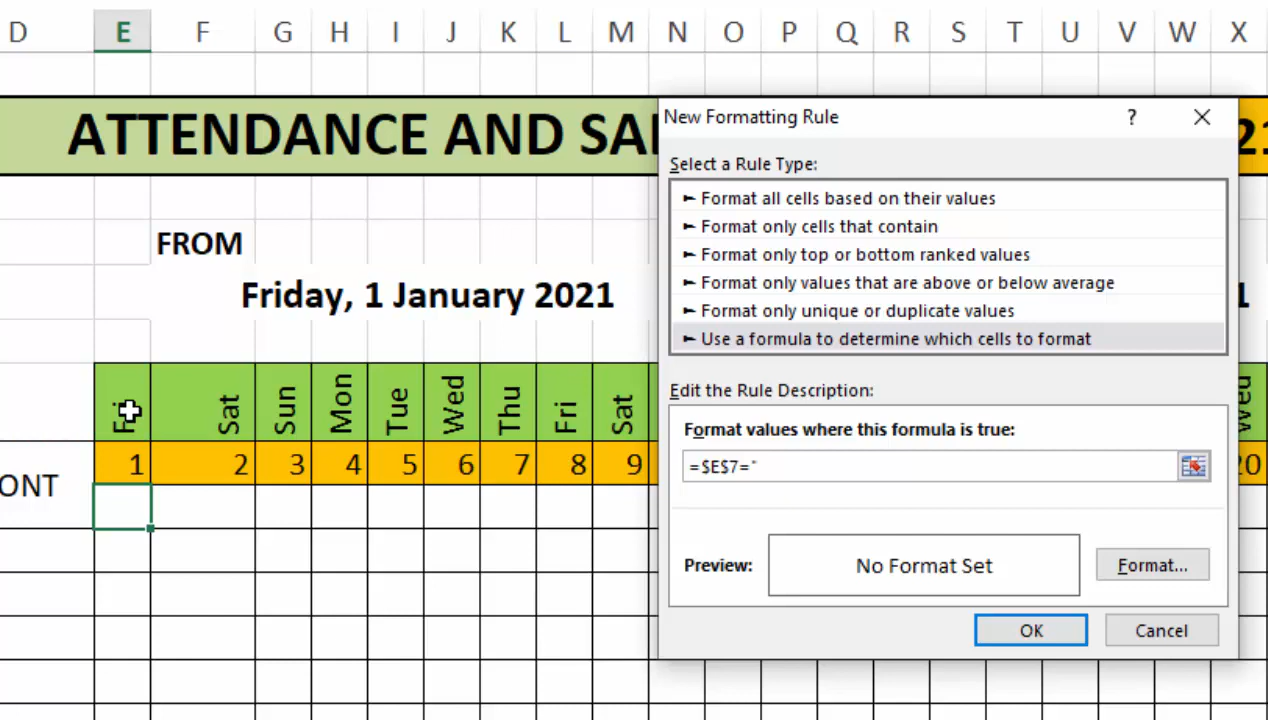 D E F G H I J K L M N O P Q R S T U V W X
ATTENDANCE AND SA
21
New Formatting Rule ?
Select a Rule Type:
► Format all cells based on their values
► Format only cells that contain
► Format only top or bottom ranked values
► Format only values that are above or below average
► Format only unique or duplicate values
► Use a formula to determine which cells to format
Edit the Rule Description:
Format values where this formula is true:
=$E$7="
Preview:
No Format Set
Format...
OK
Cancel
FROM
Friday, 1 January 2021
1
Fri Sat Sun Mon Tue Wed Thu Fri Sat Wed
ONT
1 2 3 4 5 6 7 8 9 20